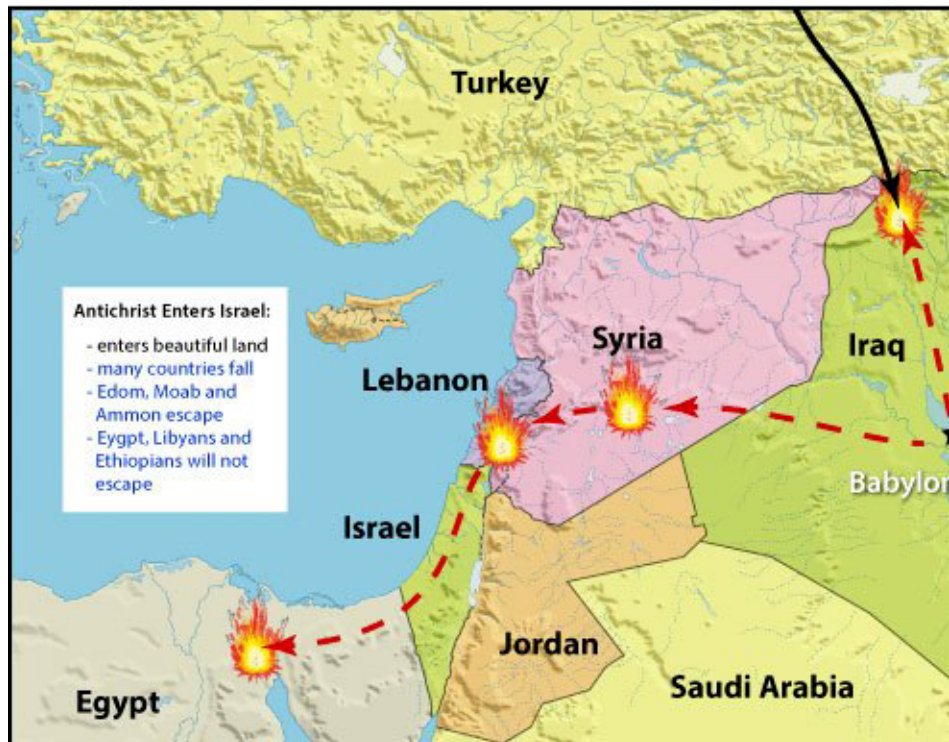 Turkey
Antichrist Enters Israel:
- enters beautiful land
- many countries fall
- Edom, Moab and
Ammon escape
- Eygpt, Libyans and
Ethiopians will not
escape
Syria
Iraq
Lebanon
Babylon
Israel
Jordan
Saudi Arabia
Egypt